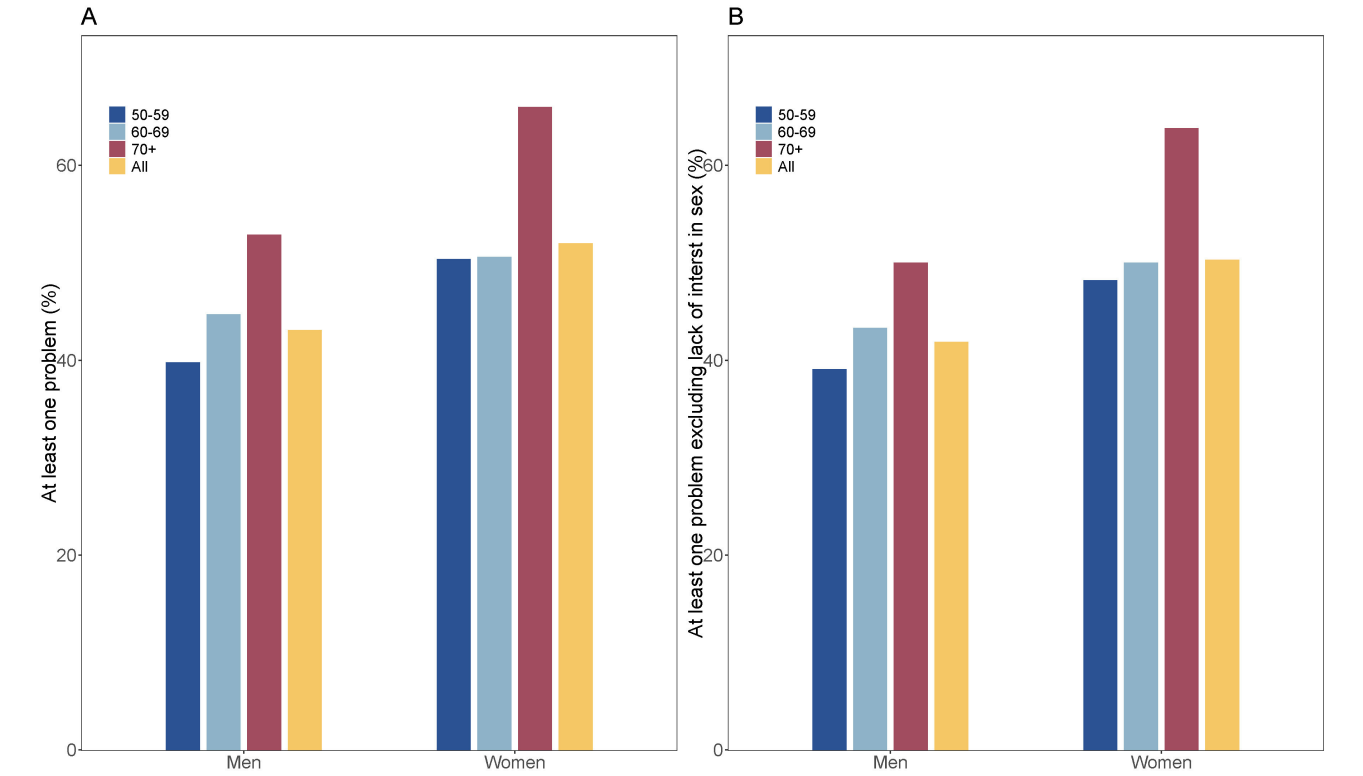 A
50-59
60-69
70+
All
60
40
20
0
At least one problem (%)
Men
Women
B
50-59
60-69
70+
All
60
40
20
0
At least one problem excluding lack of interst in sex (%)
Men
Women